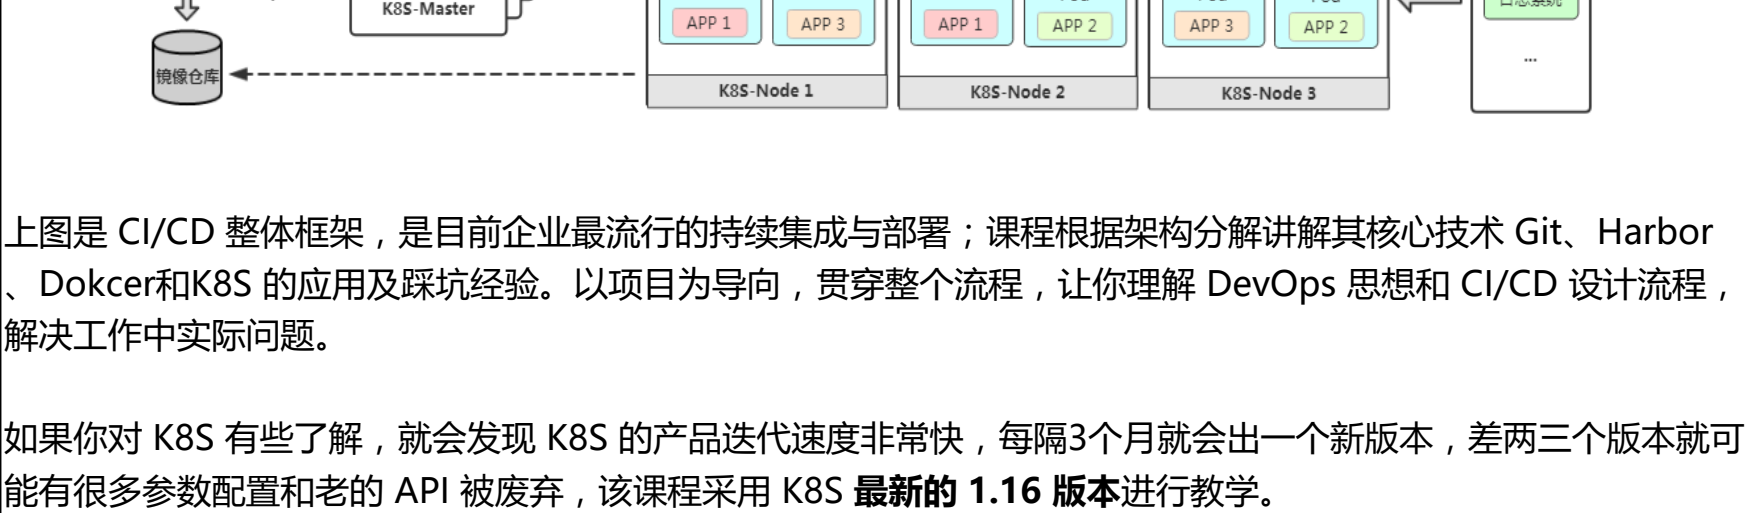 K8S-Master
APP 1
APP 3
APP 1
APP 2
APP 3
APP 2
日志系统
...
镜像仓库
K8S-Node 1
K8S-Node 2
K8S-Node 3
上图是 CI/CD 整体框架，是目前企业最流行的持续集成与部署；课程根据架构分解讲解其核心技术 Git、Harbor
、Dokcer和K8S 的应用及踩坑经验。以项目为导向，贯穿整个流程，让你理解 DevOps 思想和 CI/CD 设计流程，
解决工作中实际问题。
如果你对 K8S 有些了解，就会发现 K8S 的产品迭代速度非常快，每隔3个月就会出一个新版本，差两三个版本就可
能有很多参数配置和老的 API 被废弃，该课程采用 K8S 最新的 1.16 版本进行教学。